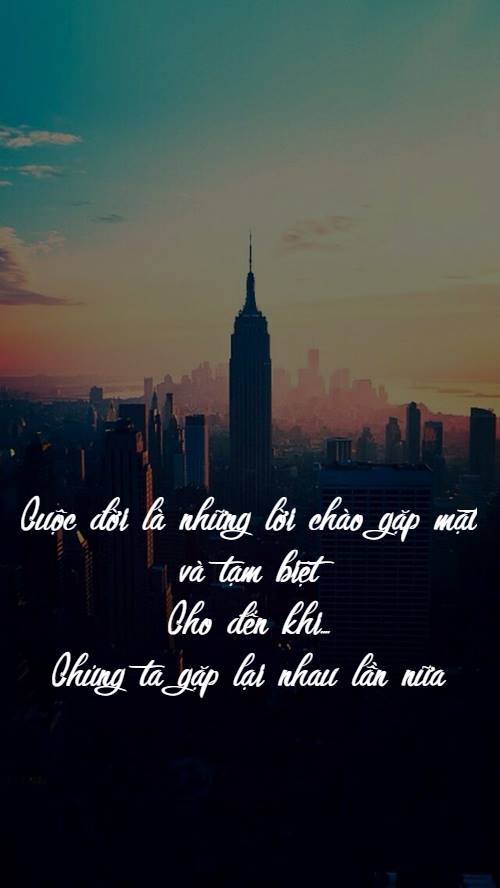 Cuộc đời là những lời chào gặp mặt
và tạm biệt
Cho đến khi...
Chúng ta gặp lại nhau lần nữa